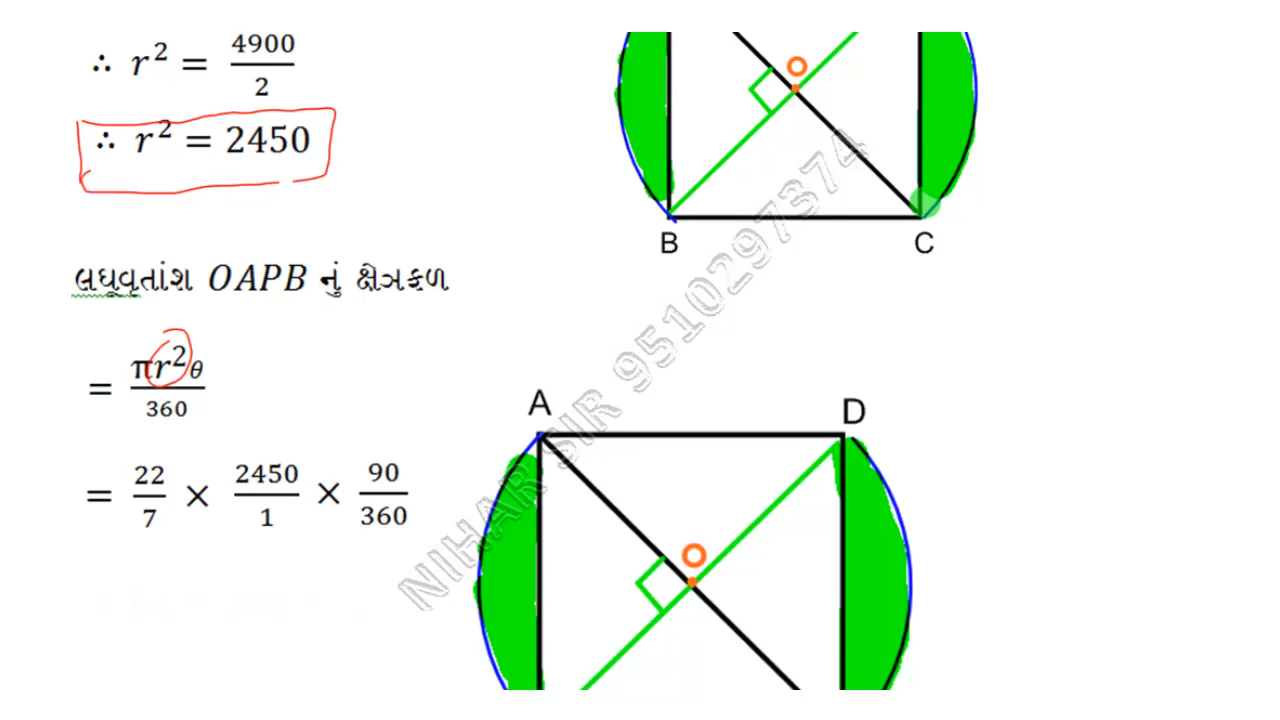 ∴ r² = 4900/2
∴ r² = 2450
O
B C
લઘુવૃતાંશ OAPB નું ક્ષેત્રફળ
= πr²θ/360
= 22/7 × 2450/1 × 90/360
A D
O
NIHAR SIR 9510297374